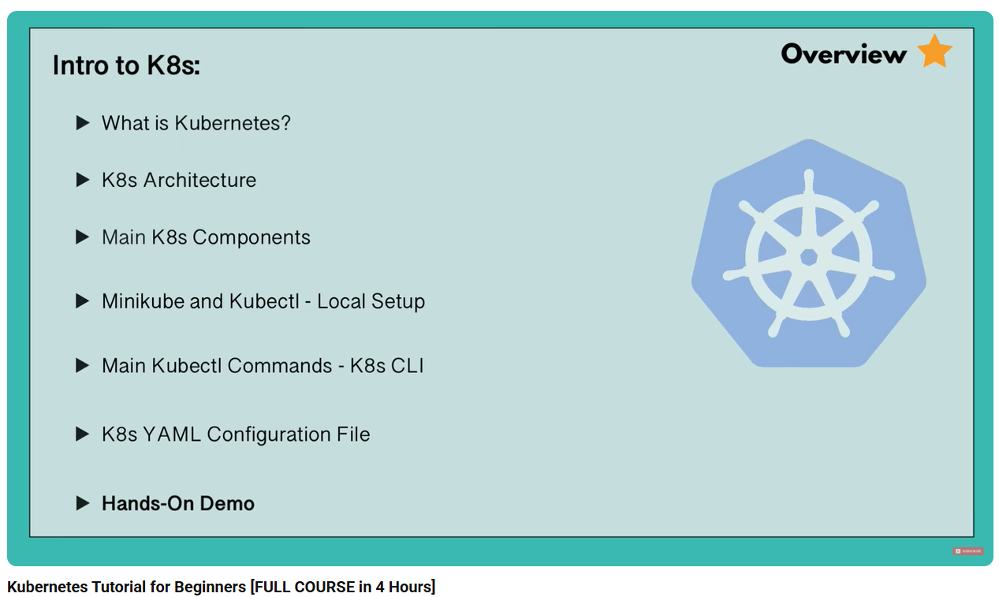 Intro to K8s:
Overview
What is Kubernetes?
K8s Architecture
Main K8s Components
Minikube and Kubectl - Local Setup
Main Kubectl Commands - K8s CLI
K8s YAML Configuration File
Hands-On Demo
Kubernetes Tutorial for Beginners [FULL COURSE in 4 Hours]